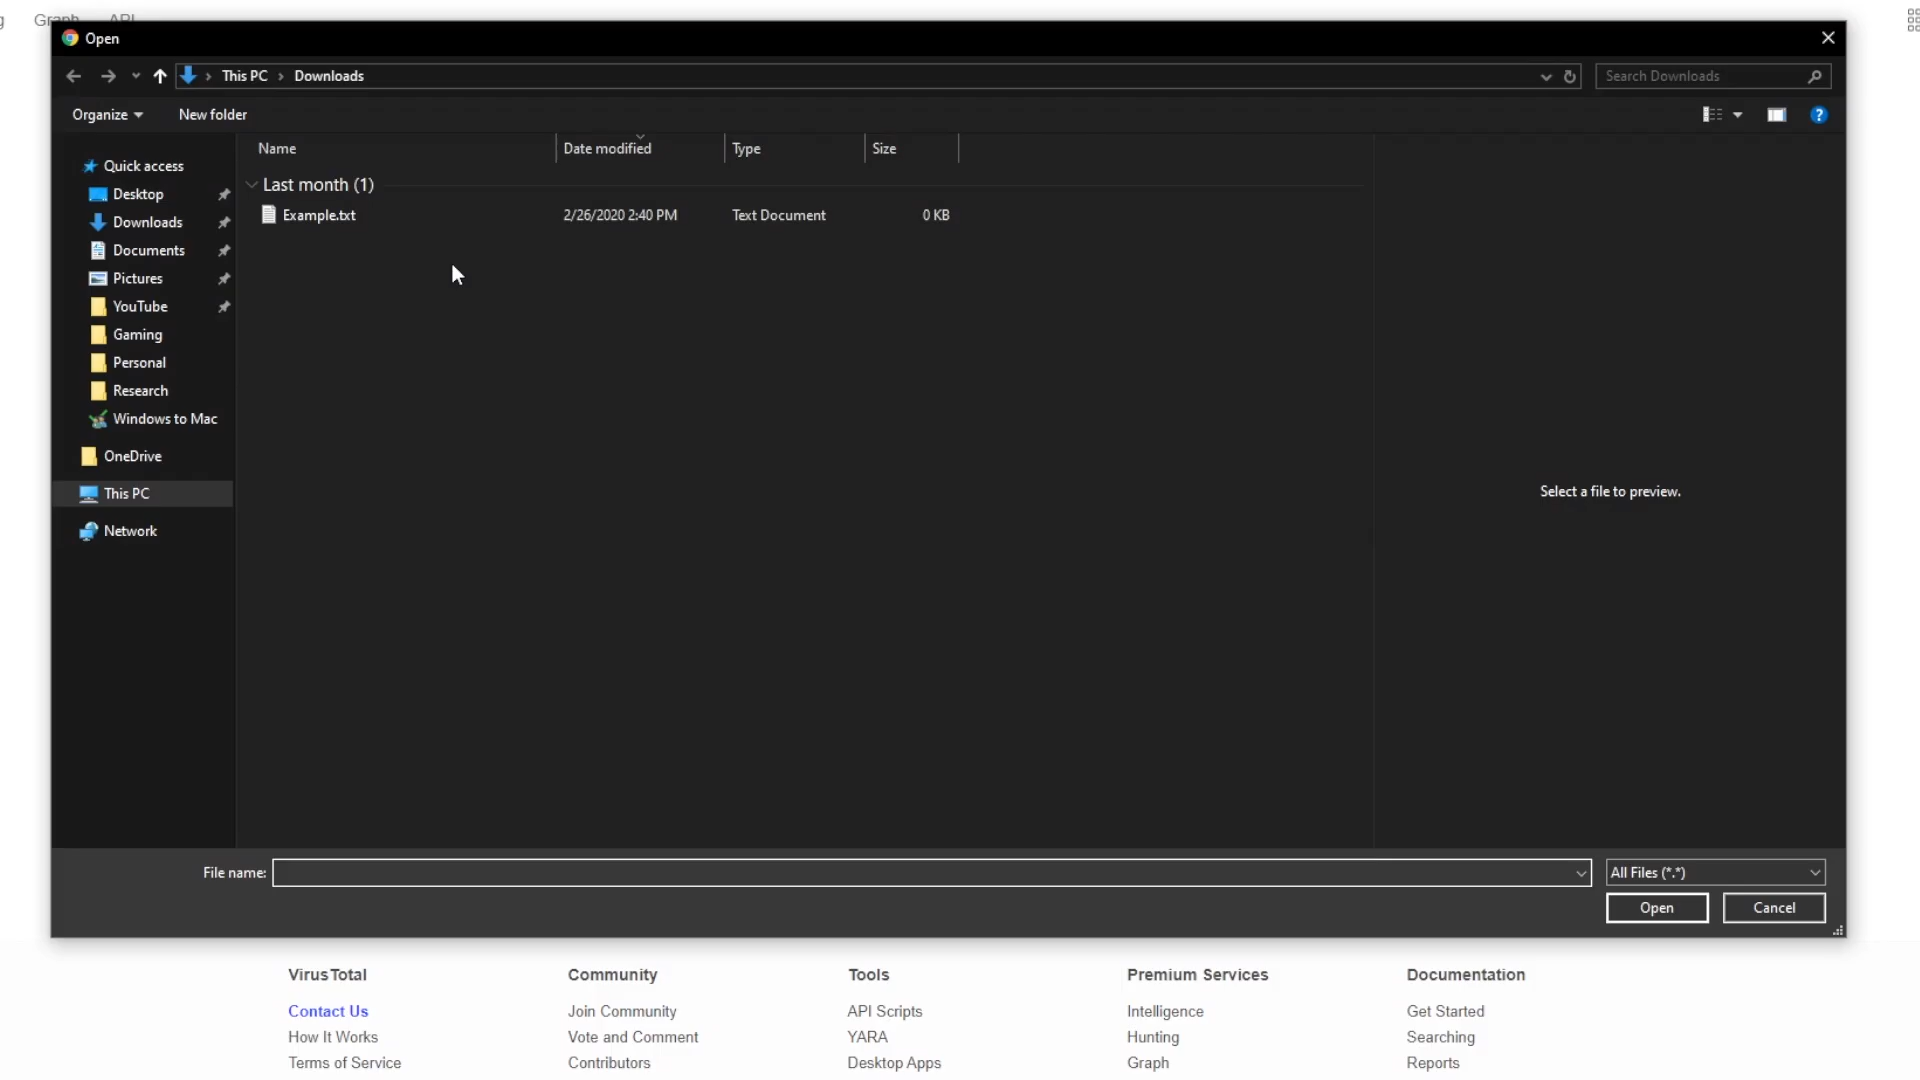 Graph API
Open
This PC > Downloads
Search Downloads
Organize
New folder
Name
Date modified
Type
Size
Last month (1)
Example.txt 2/26/2020 2:40 PM Text Document 0 KB
Quick access
Desktop
Downloads
Documents
Pictures
YouTube
Gaming
Personal
Research
Windows to Mac
OneDrive
This PC
Network
Select a file to preview.
File name:
All Files (*.*)
Open
Cancel
VirusTotal
Contact Us
How It Works
Terms of Service
Community
Join Community
Vote and Comment
Contributors
Tools
API Scripts
YARA
Desktop Apps
Premium Services
Intelligence
Hunting
Graph
Documentation
Get Started
Searching
Reports